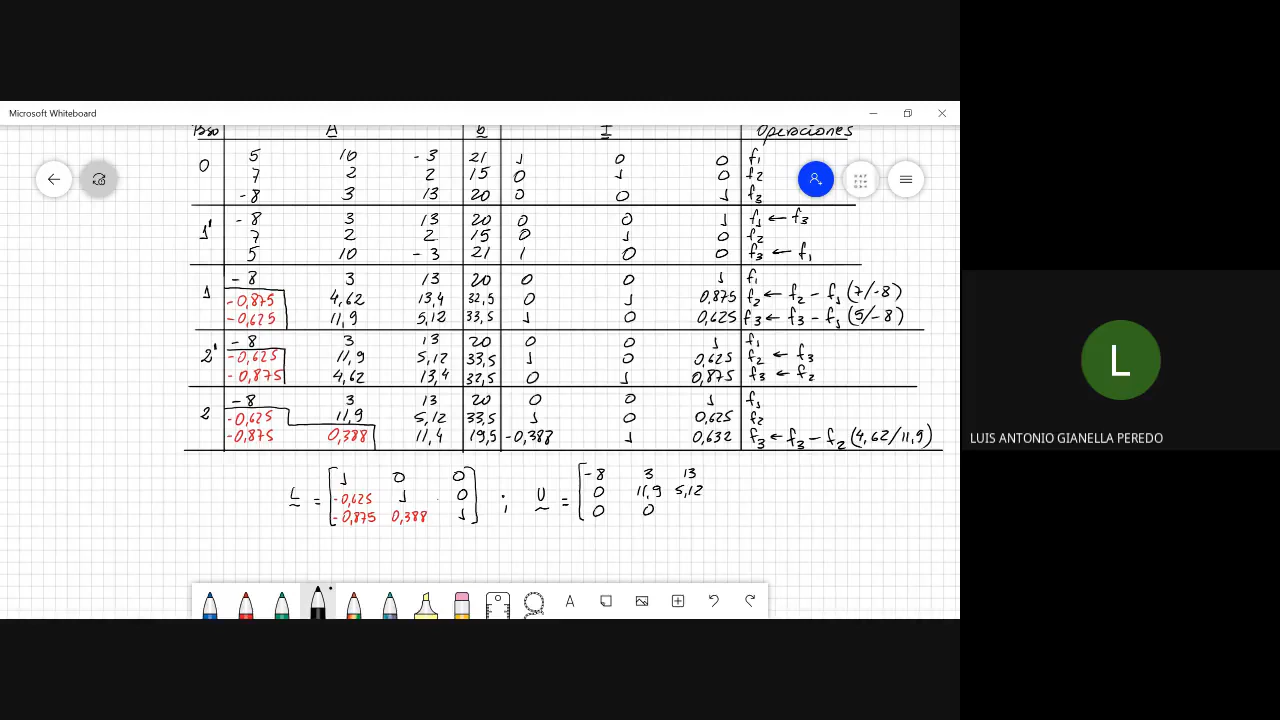 Microsoft Whiteboard
Paso A b I Operaciones
0 5 10 -3 21 1 0 0 f1
7 2 2 15 0 1 0 f2
-8 3 13 20 0 0 1 f3
1' -8 3 13 20 0 0 1 f1 ← f3
7 2 2 15 0 1 0 f2
5 10 -3 21 1 0 0 f3 ← f1
1 -8 3 13 20 0 0 1 f1
-0,875 4,62 13,4 32,5 0 1 0,875 f2 ← f2 - f1 (7/-8)
-0,625 11,9 5,12 33,5 1 0 0,625 f3 ← f3 - f1 (5/-8)
2' -8 3 13 20 0 0 1 f1
-0,625 11,9 5,12 33,5 1 0 0,625 f2 ← f3
-0,875 4,62 13,4 32,5 0 1 0,875 f3 ← f2
2 -8 3 13 20 0 0 1 f1
-0,625 11,9 5,12 33,5 1 0 0,625 f2
-0,875 0,388 11,4 19,5 -0,388 1 0,632 f3 ← f3 - f2 (4,62/11,9)
1 0 0 -8 3 13
L = -0,625 1 0 ; U = 0 11,9 5,12
-0,875 0,388 1 0 0
L
LUIS ANTONIO GIANELLA PEREDO
A